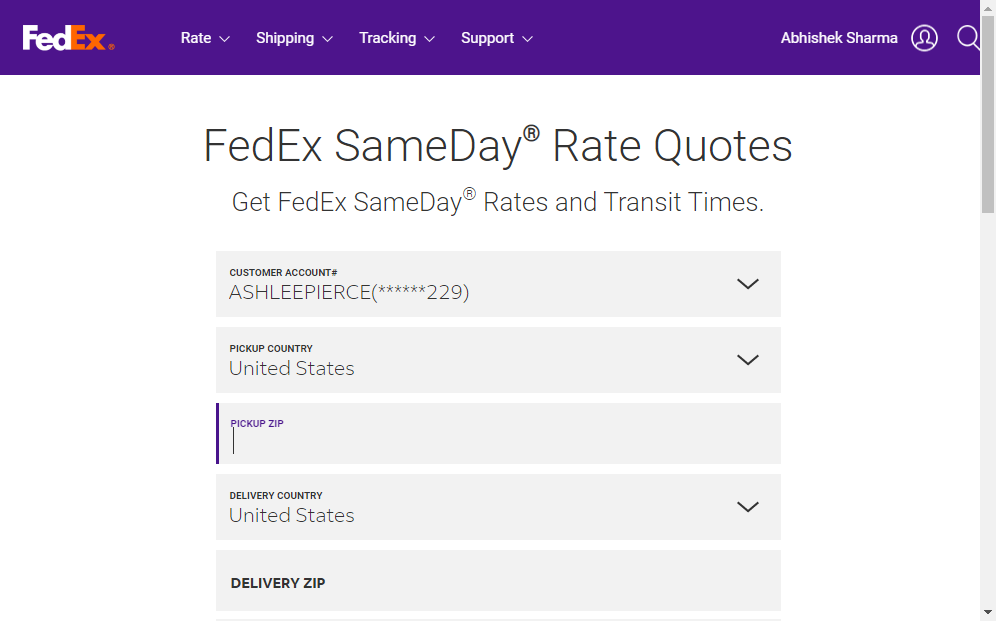 FedEx®
Rate
Shipping
Tracking
Support
Abhishek Sharma
FedEx SameDay® Rate Quotes
Get FedEx SameDay® Rates and Transit Times.
CUSTOMER ACCOUNT#
ASHLEEPIERCE(******229)
PICKUP COUNTRY
United States
PICKUP ZIP
DELIVERY COUNTRY
United States
DELIVERY ZIP